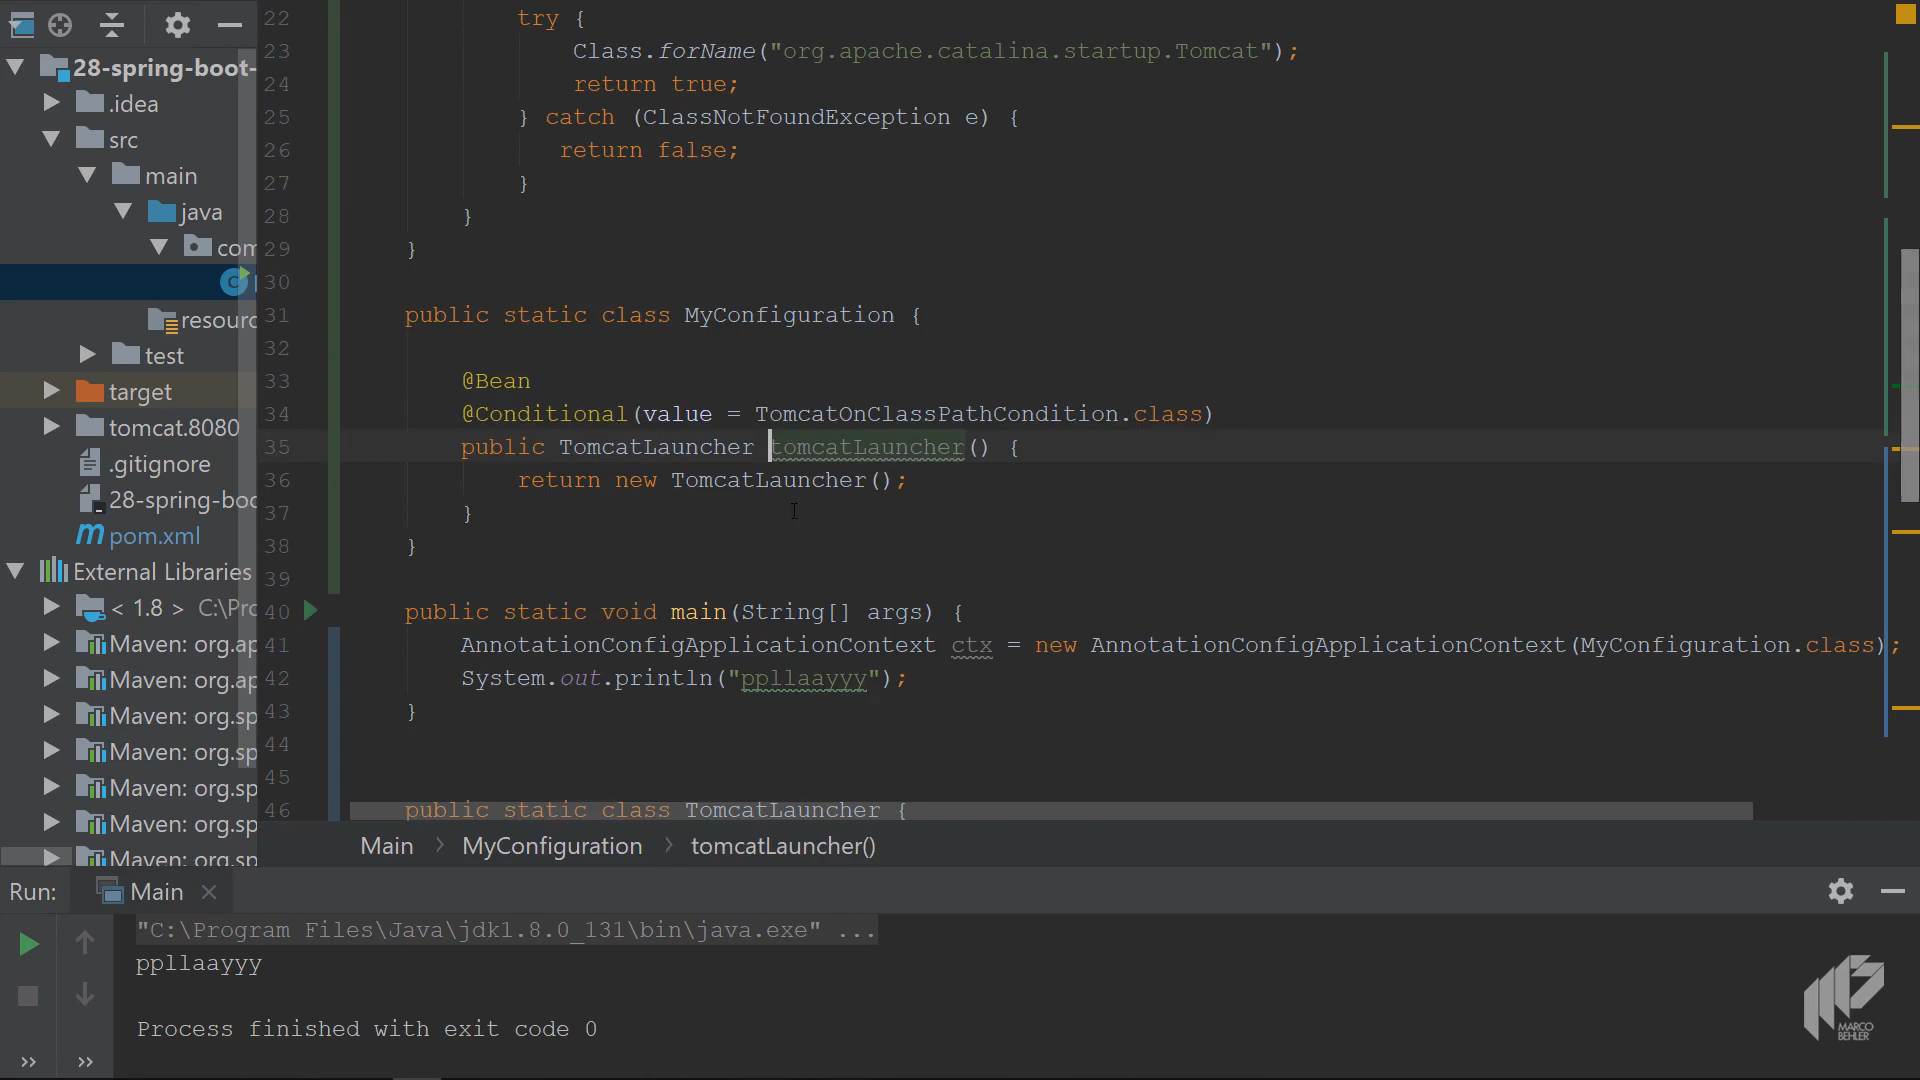 28-spring-boot-
.idea
src
main
java
com
resourc
test
target
tomcat.8080
.gitignore
28-spring-boo
pom.xml
External Libraries
< 1.8 > C:\Pro
Maven: org.ap
Maven: org.ap
Maven: org.sp
Maven: org.sp
Maven: org.sp
Maven: org.sp
Maven: org.sp
22 try {
23 Class.forName("org.apache.catalina.startup.Tomcat");
24 return true;
25 } catch (ClassNotFoundException e) {
26 return false;
27 }
28 }
29 }
30
31 public static class MyConfiguration {
32
33 @Bean
34 @Conditional(value = TomcatOnClassPathCondition.class)
35 public TomcatLauncher tomcatLauncher() {
36 return new TomcatLauncher();
37 }
38 }
39
40 public static void main(String[] args) {
41 AnnotationConfigApplicationContext ctx = new AnnotationConfigApplicationContext(MyConfiguration.class);
42 System.out.println("ppllaayyy");
43 }
44
45
46 public static class TomcatLauncher {
Main > MyConfiguration > tomcatLauncher()
Run: Main
"C:\Program Files\Java\jdk1.8.0_131\bin\java.exe" ...
ppllaayyy
Process finished with exit code 0
MARCO
BEHLER